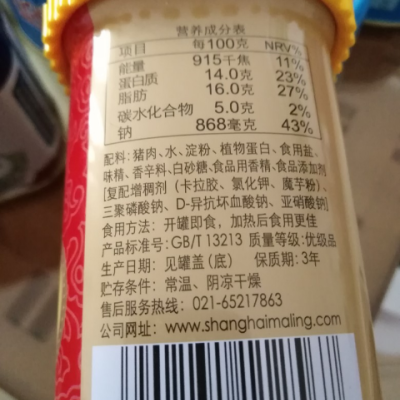 营养成分表
项目 每100克 NRV%
能量 915千焦 11%
蛋白质 14.0克 23%
脂肪 16.0克 27%
碳水化合物 5.0克 2%
钠 868毫克 43%
配料：猪肉、水、淀粉、植物蛋白、食用盐、
味精、香辛料、白砂糖、食品用香精、食品添加剂
[复配增稠剂（卡拉胶、氯化钾、魔芋粉）、
三聚磷酸钠、D-异抗坏血酸钠、亚硝酸钠]
食用方法：开罐即食，加热后食用更佳
产品标准号：GB/T 13213 质量等级：优级品
生产日期：见罐盖（底） 保质期：3年
贮存条件：常温、阴凉干燥
售后服务热线：021-65217863
公司网址：www.shanghaimaling.com